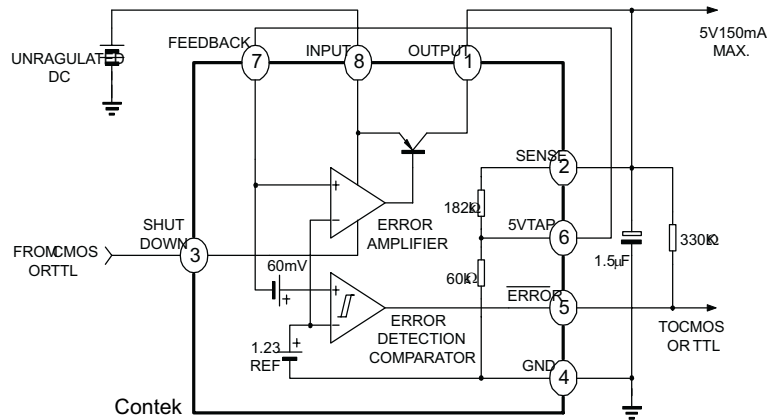 FEEDBACK
7
INPUT
8
OUTPUT
1
5V150mA
MAX.
UNRAGULATED
DC
SENSE
2
182kΩ
5VTAP
6
SHUT
DOWN
3
ERROR
AMPLIFIER
FROMCMOS
ORTTL
60mV
60kΩ
1.5µF
330KΩ
ERROR
5
ERROR
DETECTION
COMPARATOR
TOCMOS
OR TTL
1.23
REF
GND
4
Contek